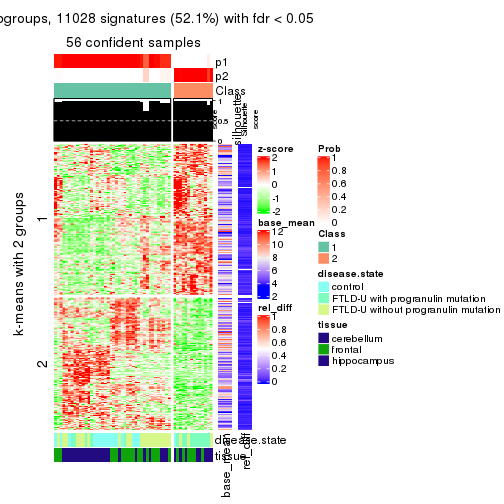 ogroups, 11028 signatures (52.1%) with fdr < 0.05
56 confident samples
p1
p2
Class
1
0.5
0
silhouette
score
Silhouette
score
k-means with 2 groups
1
2
z-score
2
1
0
-1
-2
base_mean
12
10
8
6
4
2
rel_diff
1
0.8
0.6
0.4
0.2
0
Prob
1
0.8
0.6
0.4
0.2
0
Class
1
2
disease.state
control
FTLD-U with progranulin mutation
FTLD-U without progranulin mutation
tissue
cerebellum
frontal
hippocampus
disease.state
tissue
base_mean
rel_diff